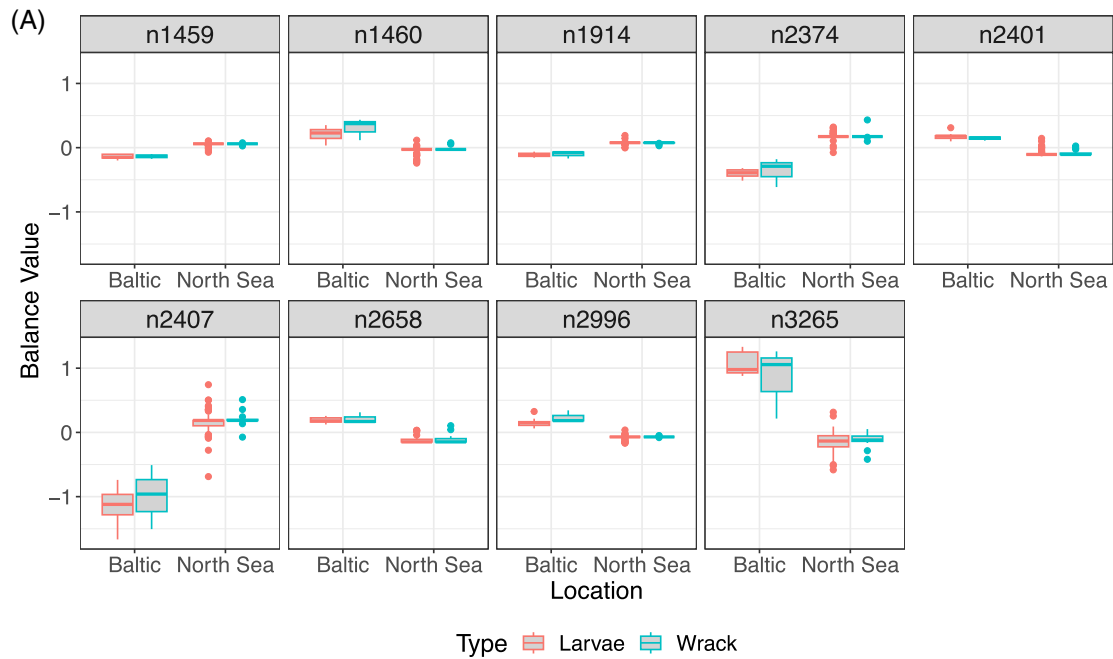 (A)
n1459 n1460 n1914 n2374 n2401
1
0
−1
Baltic North Sea Baltic North Sea Baltic North Sea Baltic North Sea Baltic North Sea
Balance Value
n2407 n2658 n2996 n3265
1
0
−1
Baltic North Sea Baltic North Sea Baltic North Sea Baltic North Sea
Location
Type Larvae Wrack